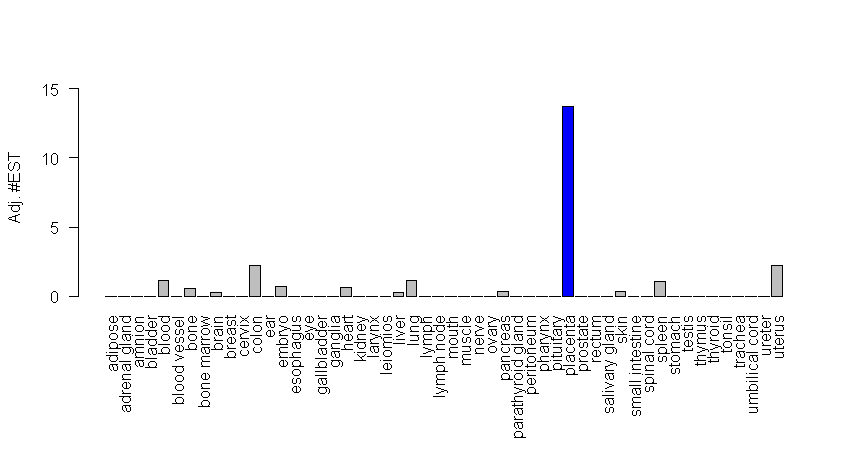 Adj. #EST
15
10
5
0
adipose
adrenal gland
amnion
bladder
blood
blood vessel
bone
bone marrow
brain
breast
cervix
colon
ear
embryo
esophagus
eye
gallbladder
ganglia
heart
kidney
larynx
leiomios
liver
lung
lymph
lymph node
mouth
muscle
nerve
ovary
pancreas
parathyroid gland
peritoneum
pharynx
pituitary
placenta
prostate
rectum
salivary gland
skin
small intestine
spinal cord
spleen
stomach
testis
thymus
thyroid
tonsil
trachea
umbilical cord
ureter
uterus